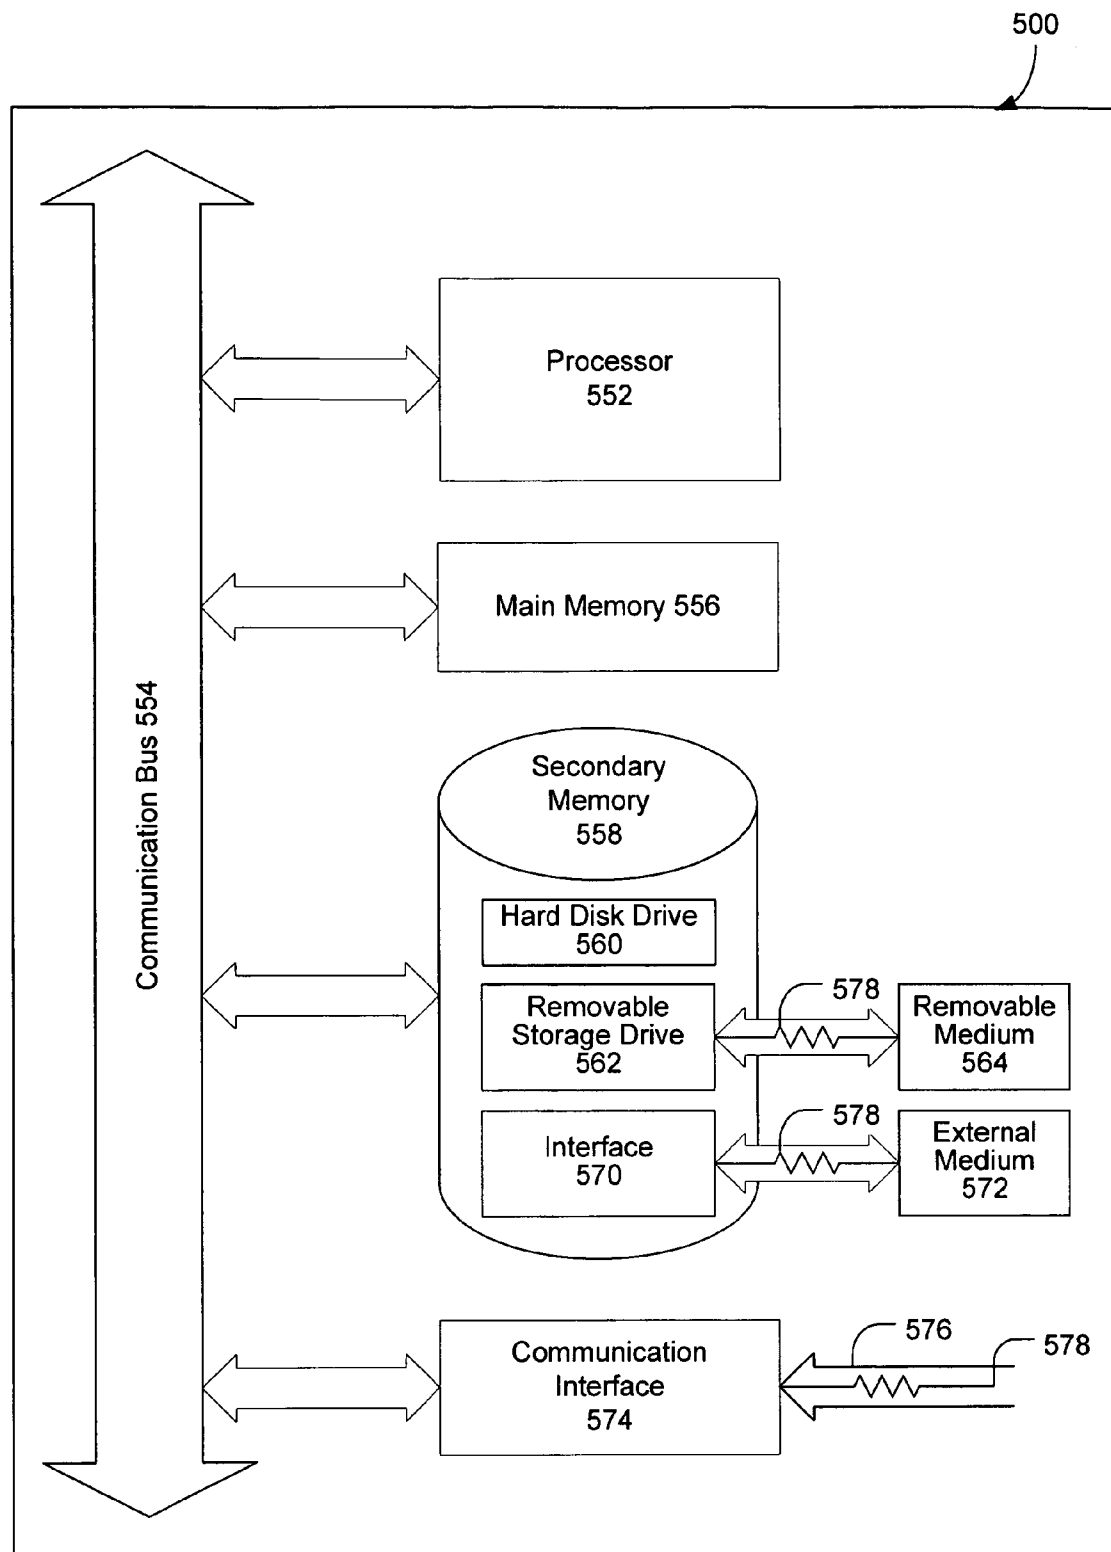 500
Processor
552
Main Memory 556
Communication Bus 554
Secondary
Memory
558
Hard Disk Drive
560
Removable
Storage Drive
562
578
Removable
Medium
564
Interface
570
578
External
Medium
572
Communication
Interface
574
576
578